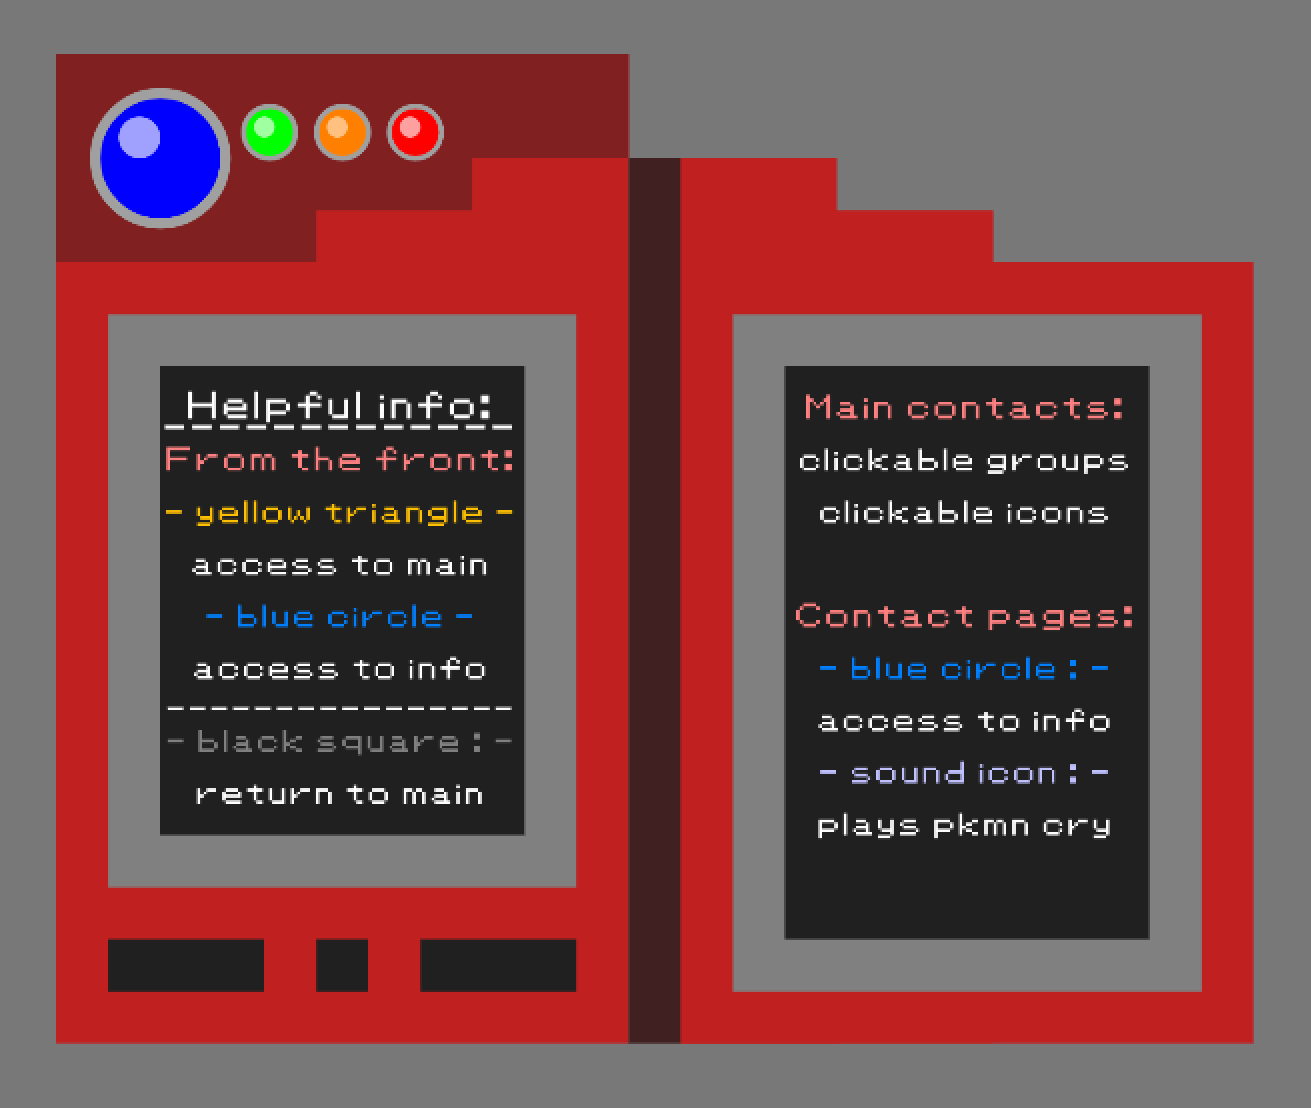 Helpful info:
From the front:
- yellow triangle -
access to main
- blue circle -
access to info
----------------
- black square : -
return to main
Main contacts:
clickable groups
clickable icons
Contact pages:
- blue circle : -
access to info
- sound icon : -
plays pkmn cry